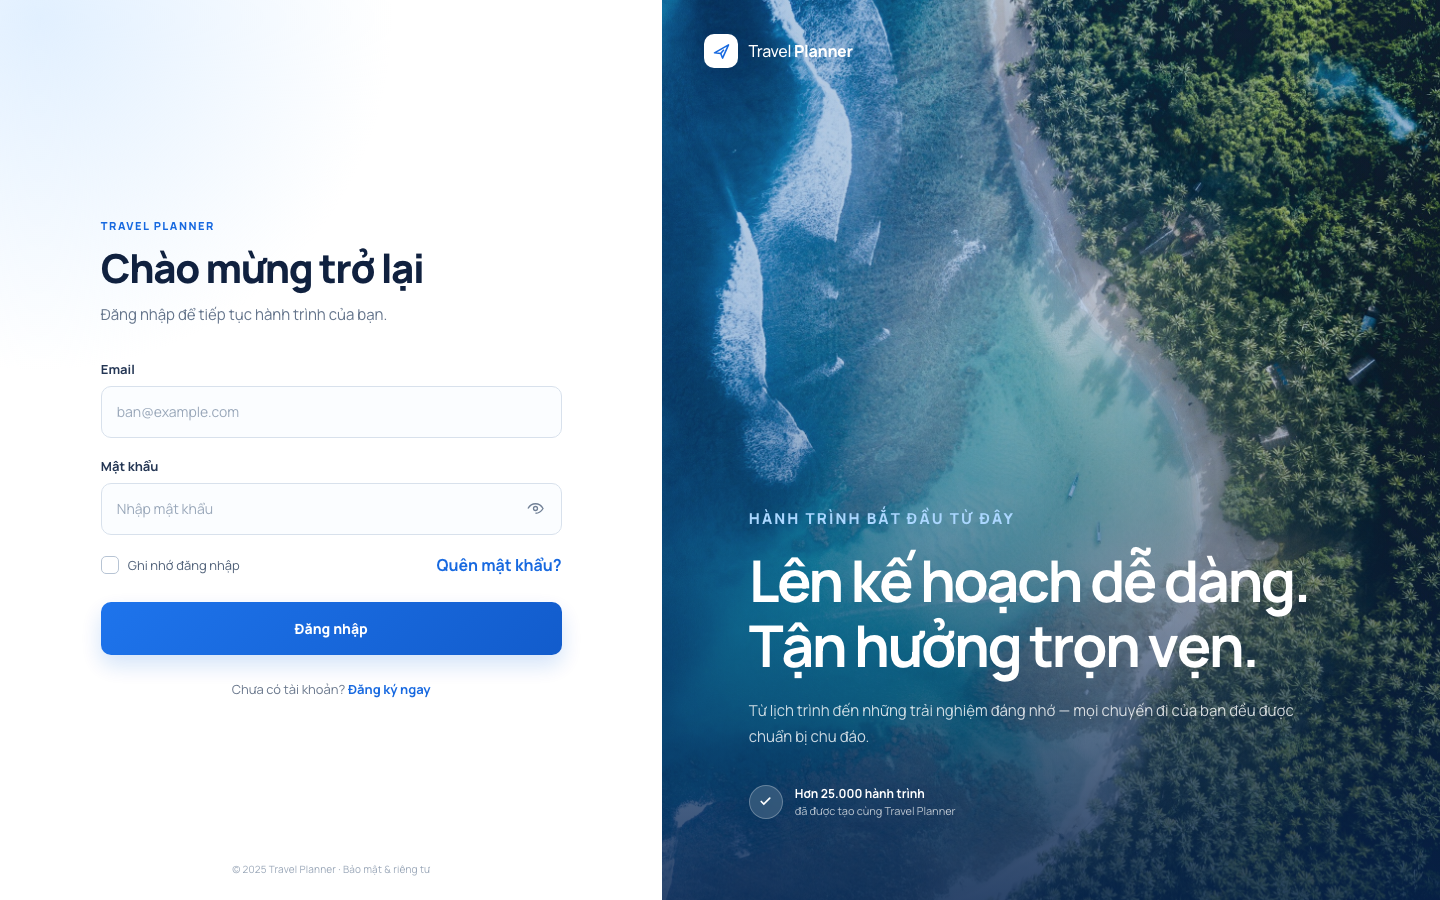 TRAVEL PLANNER
Chào mừng trở lại
Đăng nhập để tiếp tục hành trình của bạn.
Email
ban@example.com
Mật khẩu
Nhập mật khẩu
Ghi nhớ đăng nhập
Quên mật khẩu?
Đăng nhập
Chưa có tài khoản? Đăng ký ngay
© 2025 Travel Planner · Bảo mật & riêng tư
Travel Planner
HÀNH TRÌNH BẮT ĐẦU TỪ ĐÂY
Lên kế hoạch dễ dàng.
Tận hưởng trọn vẹn.
Từ lịch trình đến những trải nghiệm đáng nhớ — mọi chuyến đi của bạn đều được
chuẩn bị chu đáo.
Hơn 25.000 hành trình
đã được tạo cùng Travel Planner